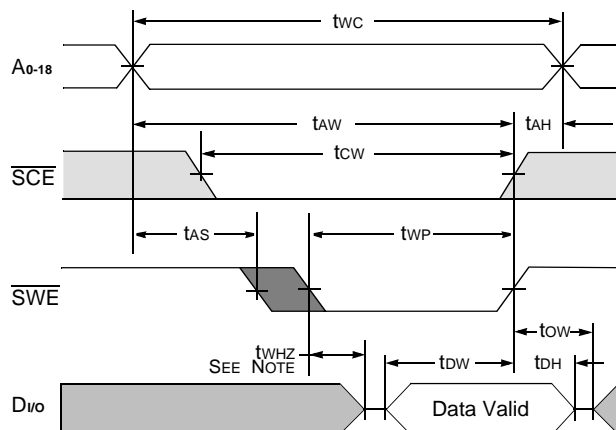 tWC
A0-18
tAW
tAH
tCW
SCE
tAS
tWP
SWE
tOW
tWHZ
SEE NOTE
tDW
tDH
DI/O
Data Valid